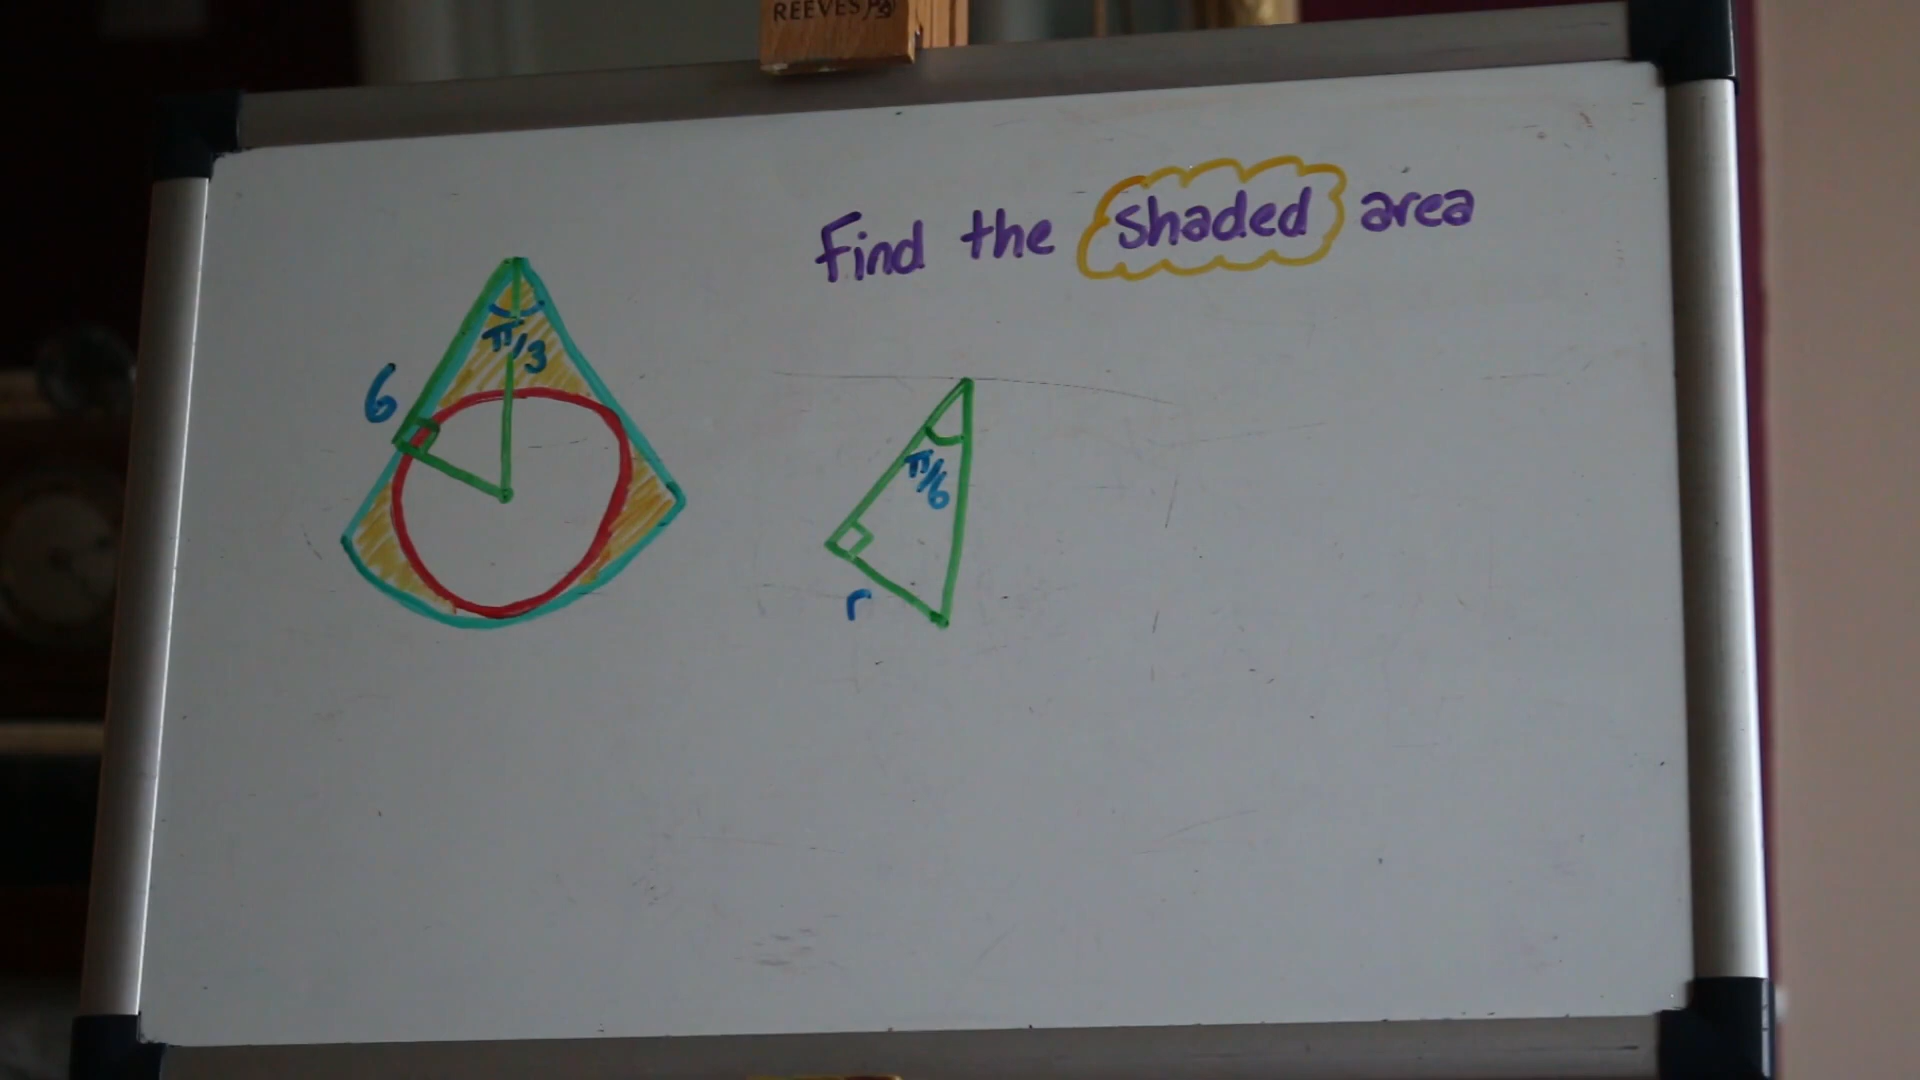 REEVES
Find the shaded area
π/3
6
π/6
r